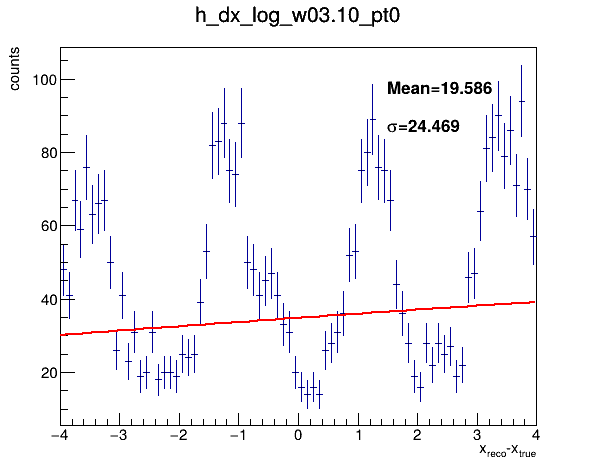 h_dx_log_w03.10_pt0
counts
Mean=19.586
σ=24.469
100
80
60
40
20
−4 −3 −2 −1 0 1 2 3 4
x_reco-x_true